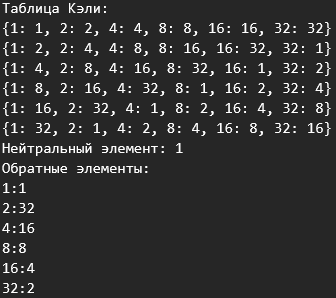 Таблица Кэли:
{1: 1, 2: 2, 4: 4, 8: 8, 16: 16, 32: 32}
{1: 2, 2: 4, 4: 8, 8: 16, 16: 32, 32: 1}
{1: 4, 2: 8, 4: 16, 8: 32, 16: 1, 32: 2}
{1: 8, 2: 16, 4: 32, 8: 1, 16: 2, 32: 4}
{1: 16, 2: 32, 4: 1, 8: 2, 16: 4, 32: 8}
{1: 32, 2: 1, 4: 2, 8: 4, 16: 8, 32: 16}
Нейтральный элемент: 1
Обратные элементы:
1:1
2:32
4:16
8:8
16:4
32:2